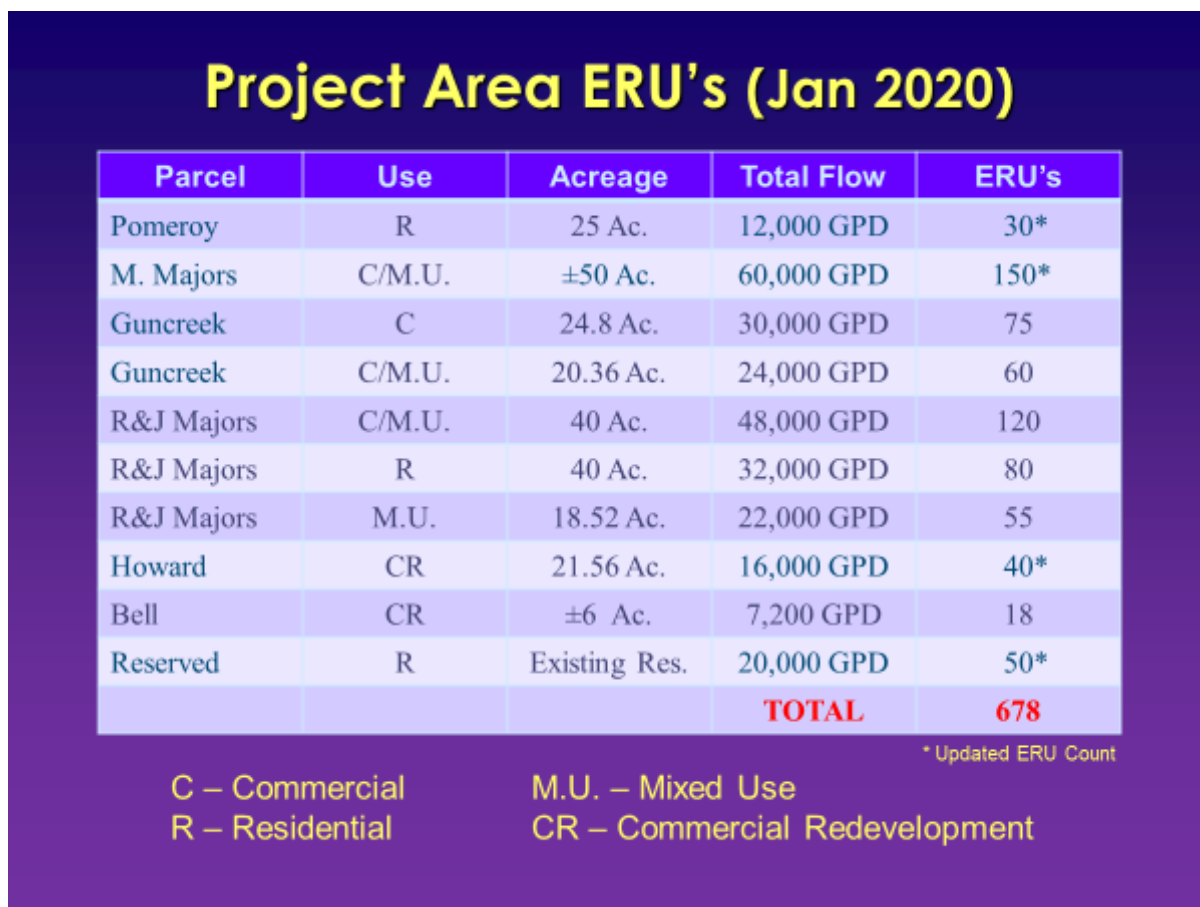 Project Area ERU's (Jan 2020)
Parcel Use Acreage Total Flow ERU's
Pomeroy R 25 Ac. 12,000 GPD 30*
M. Majors C/M.U. ±50 Ac. 60,000 GPD 150*
Guncreek C 24.8 Ac. 30,000 GPD 75
Guncreek C/M.U. 20.36 Ac. 24,000 GPD 60
R&J Majors C/M.U. 40 Ac. 48,000 GPD 120
R&J Majors R 40 Ac. 32,000 GPD 80
R&J Majors M.U. 18.52 Ac. 22,000 GPD 55
Howard CR 21.56 Ac. 16,000 GPD 40*
Bell CR ±6 Ac. 7,200 GPD 18
Reserved R Existing Res. 20,000 GPD 50*
TOTAL 678
* Updated ERU Count
C – Commercial M.U. – Mixed Use
R – Residential CR – Commercial Redevelopment